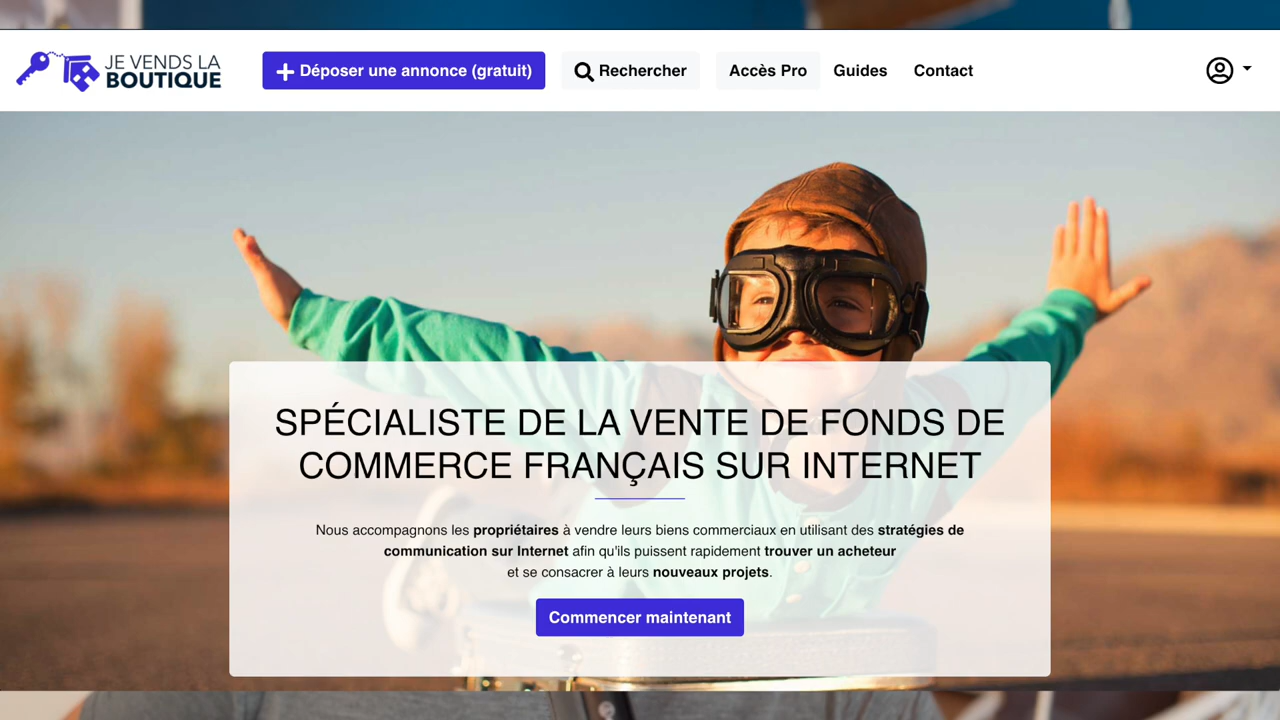 JE VENDS LA
BOUTIQUE
Déposer une annonce (gratuit)
Rechercher
Accès Pro
Guides
Contact
SPÉCIALISTE DE LA VENTE DE FONDS DE
COMMERCE FRANÇAIS SUR INTERNET
Nous accompagnons les propriétaires à vendre leurs biens commerciaux en utilisant des stratégies de
communication sur Internet afin qu'ils puissent rapidement trouver un acheteur
et se consacrer à leurs nouveaux projets.
Commencer maintenant